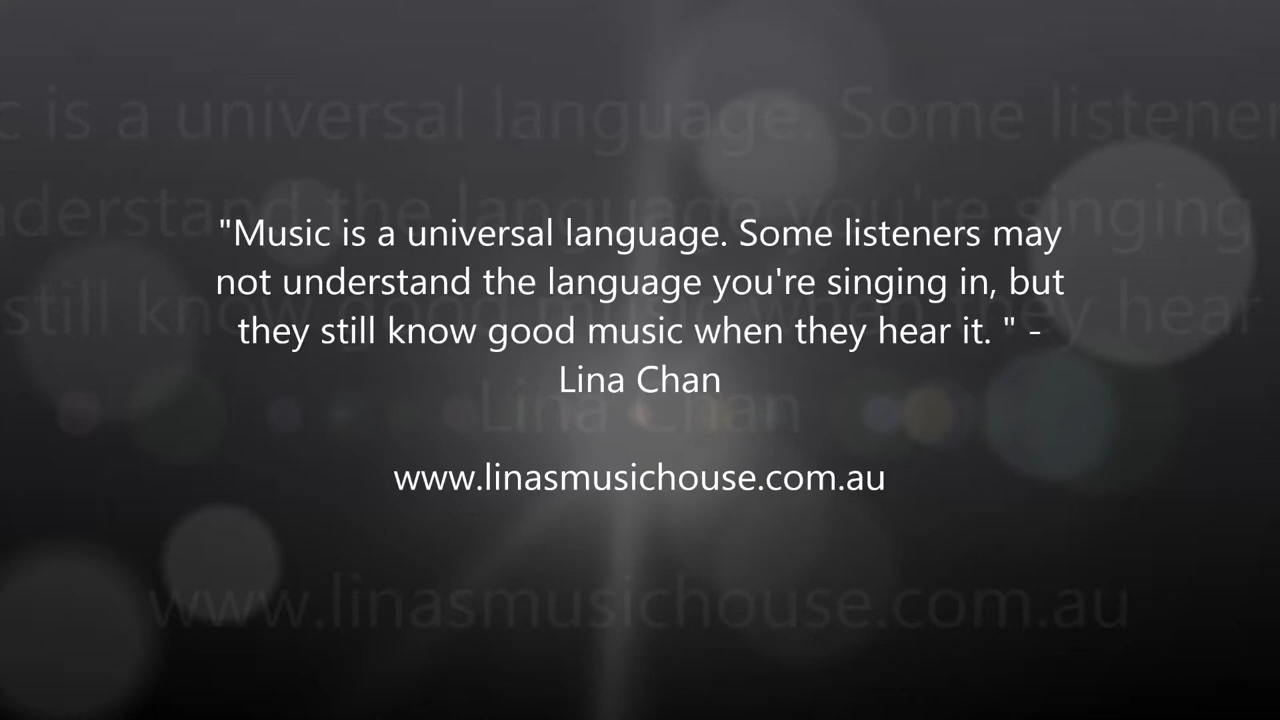 "Music is a universal language. Some listeners may
not understand the language you're singing in, but
they still know good music when they hear it. " -
Lina Chan
www.linasmusichouse.com.au